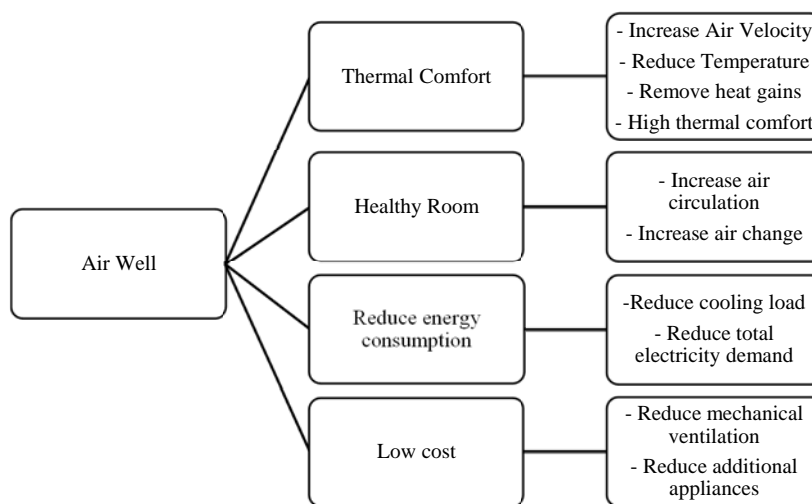 Air Well
Thermal Comfort
- Increase Air Velocity
- Reduce Temperature
- Remove heat gains
- High thermal comfort
Healthy Room
- Increase air
circulation
- Increase air change
Reduce energy
consumption
-Reduce cooling load
- Reduce total
electricity demand
Low cost
- Reduce mechanical
ventilation
- Reduce additional
appliances